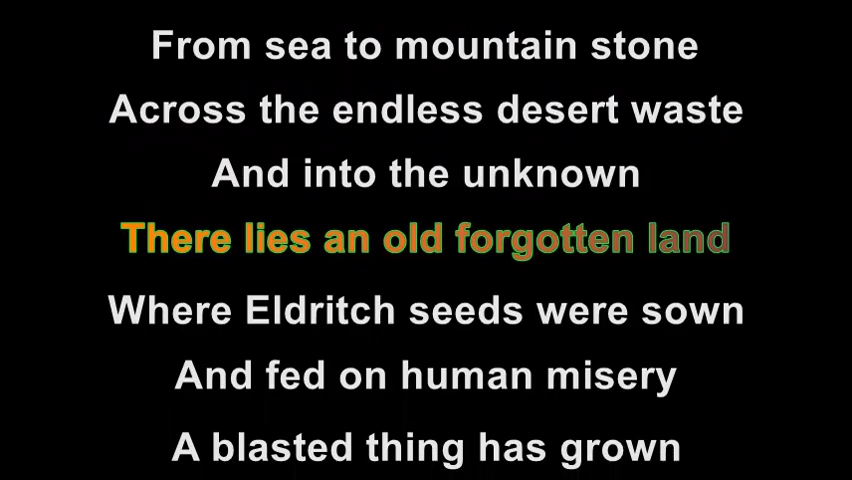 From sea to mountain stone
Across the endless desert waste
And into the unknown
There lies an old forgotten land
Where Eldritch seeds were sown
And fed on human misery
A blasted thing has grown